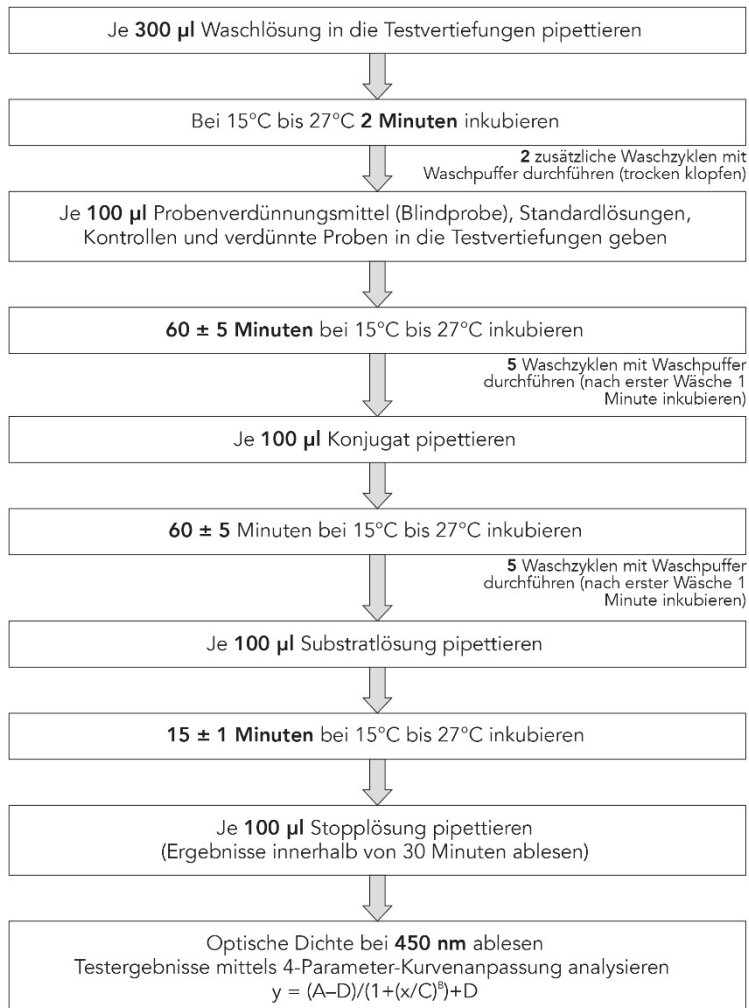 Je 300 µl Waschlösung in die Testvertiefungen pipettieren
Bei 15°C bis 27°C 2 Minuten inkubieren
2 zusätzliche Waschzyklen mit
Waschpuffer durchführen (trocken klopfen)
Je 100 µl Probenverdünnungsmittel (Blindprobe), Standardlösungen,
Kontrollen und verdünnte Proben in die Testvertiefungen geben
60 ± 5 Minuten bei 15°C bis 27°C inkubieren
5 Waschzyklen mit Waschpuffer
durchführen (nach erster Wäsche 1
Minute inkubieren)
Je 100 µl Konjugat pipettieren
60 ± 5 Minuten bei 15°C bis 27°C inkubieren
5 Waschzyklen mit Waschpuffer
durchführen (nach erster Wäsche 1
Minute inkubieren)
Je 100 µl Substratlösung pipettieren
15 ± 1 Minuten bei 15°C bis 27°C inkubieren
Je 100 µl Stopplösung pipettieren
(Ergebnisse innerhalb von 30 Minuten ablesen)
Optische Dichte bei 450 nm ablesen
Testergebnisse mittels 4-Parameter-Kurvenanpassung analysieren
y = (A–D)/(1+(x/C)ᴮ)+D